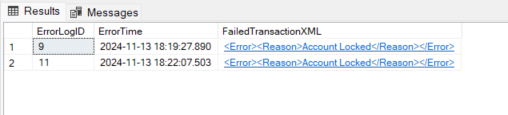 Results Messages
ErrorLogID ErrorTime FailedTransactionXML
1 9 2024-11-13 18:19:27.890 <Error><Reason>Account Locked</Reason></Error>
2 11 2024-11-13 18:22:07.503 <Error><Reason>Account Locked</Reason></Error>